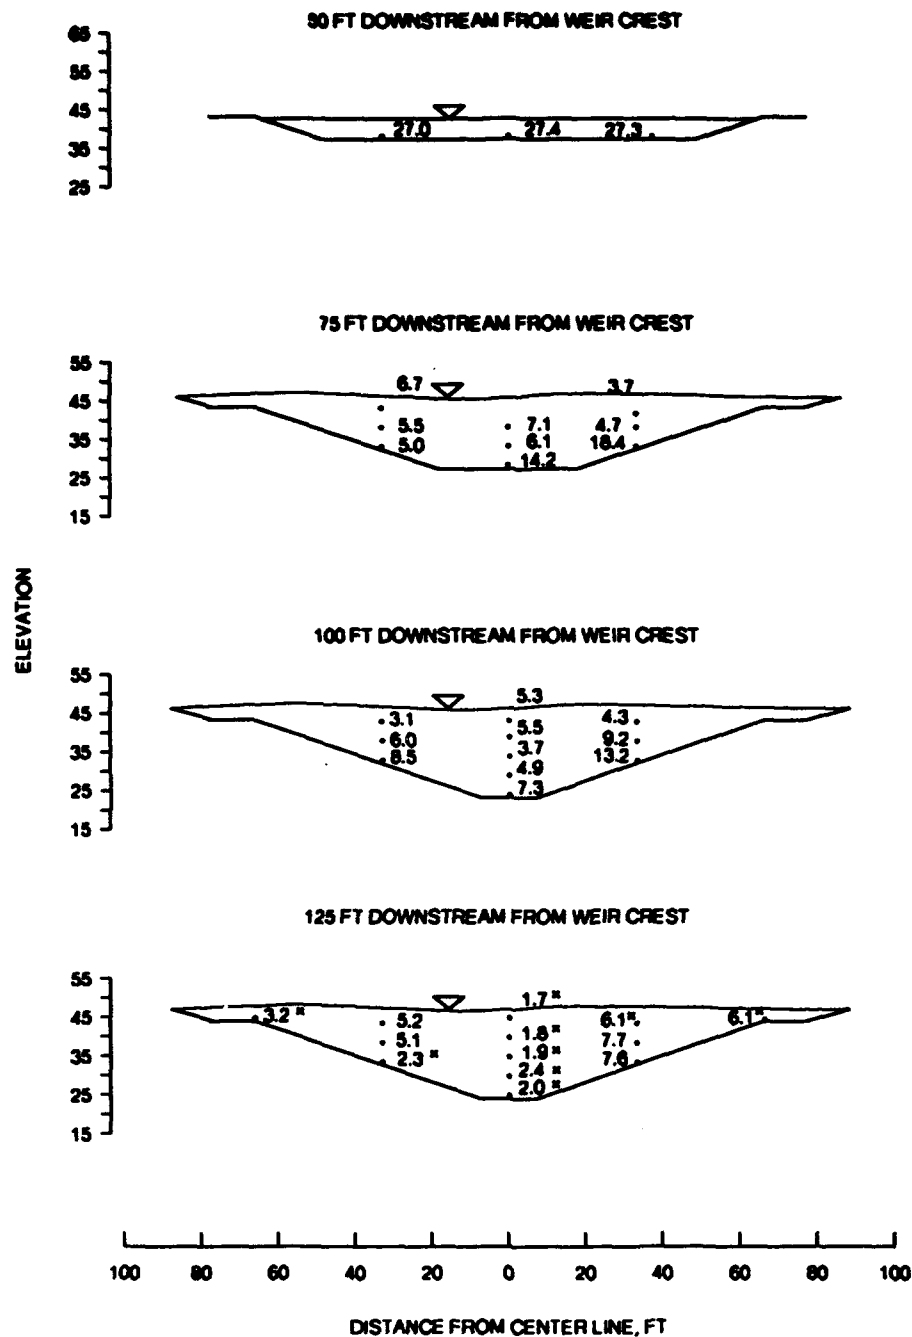 50 FT DOWNSTREAM FROM WEIR CREST
65
55
45
35
25
27.0 27.4 27.3
75 FT DOWNSTREAM FROM WEIR CREST
55
45
35
25
15
6.7 3.7
5.5 7.1 4.7
5.0 6.1 18.4
14.2
ELEVATION
100 FT DOWNSTREAM FROM WEIR CREST
55
45
35
25
15
5.3
3.1 5.5 4.3
6.0 3.7 9.2
8.5 4.9 13.2
7.3
125 FT DOWNSTREAM FROM WEIR CREST
55
45
35
25
15
1.7 x
3.2 x 5.2 6.1 x 6.1 x
5.1 1.8 x 7.7
2.3 x 1.9 x 7.6
2.4 x
2.0 x
100 80 60 40 20 0 20 40 60 80 100
DISTANCE FROM CENTER LINE, FT